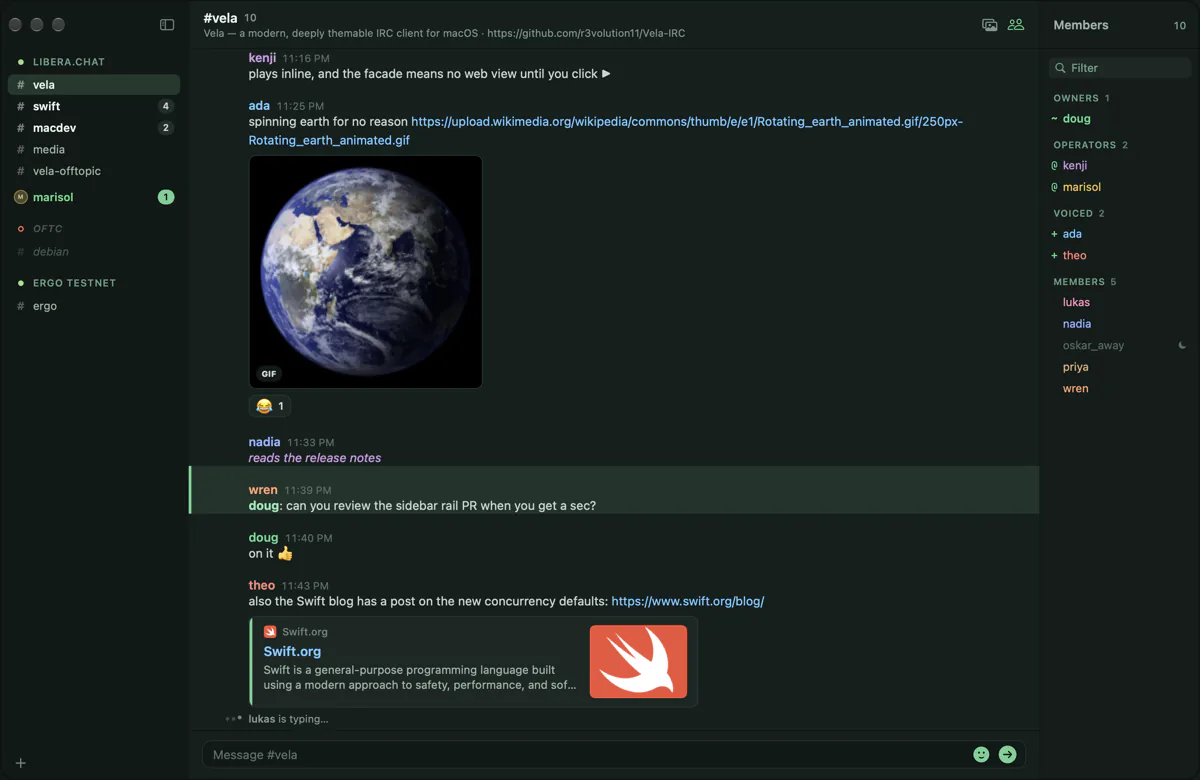 LIBERA.CHAT
# vela
# swift 4
# macdev 2
# media
# vela-offtopic
M marisol 1
OFTC
# debian
ERGO TESTNET
# ergo
+
#vela 10
Vela — a modern, deeply themable IRC client for macOS · https://github.com/r3volution11/Vela-IRC
kenji 11:16 PM
plays inline, and the facade means no web view until you click ▶
ada 11:25 PM
spinning earth for no reason https://upload.wikimedia.org/wikipedia/commons/thumb/e/e1/Rotating_earth_animated.gif/250px-
Rotating_earth_animated.gif
GIF
😂 1
nadia 11:33 PM
reads the release notes
wren 11:39 PM
doug: can you review the sidebar rail PR when you get a sec?
doug 11:40 PM
on it 👍
theo 11:43 PM
also the Swift blog has a post on the new concurrency defaults: https://www.swift.org/blog/
Swift.org
Swift.org
Swift is a general-purpose programming language built
using a modern approach to safety, performance, and sof…
lukas is typing…
Message #vela
Members 10
Filter
OWNERS 1
~ doug
OPERATORS 2
@ kenji
@ marisol
VOICED 2
+ ada
+ theo
MEMBERS 5
lukas
nadia
oskar_away
priya
wren